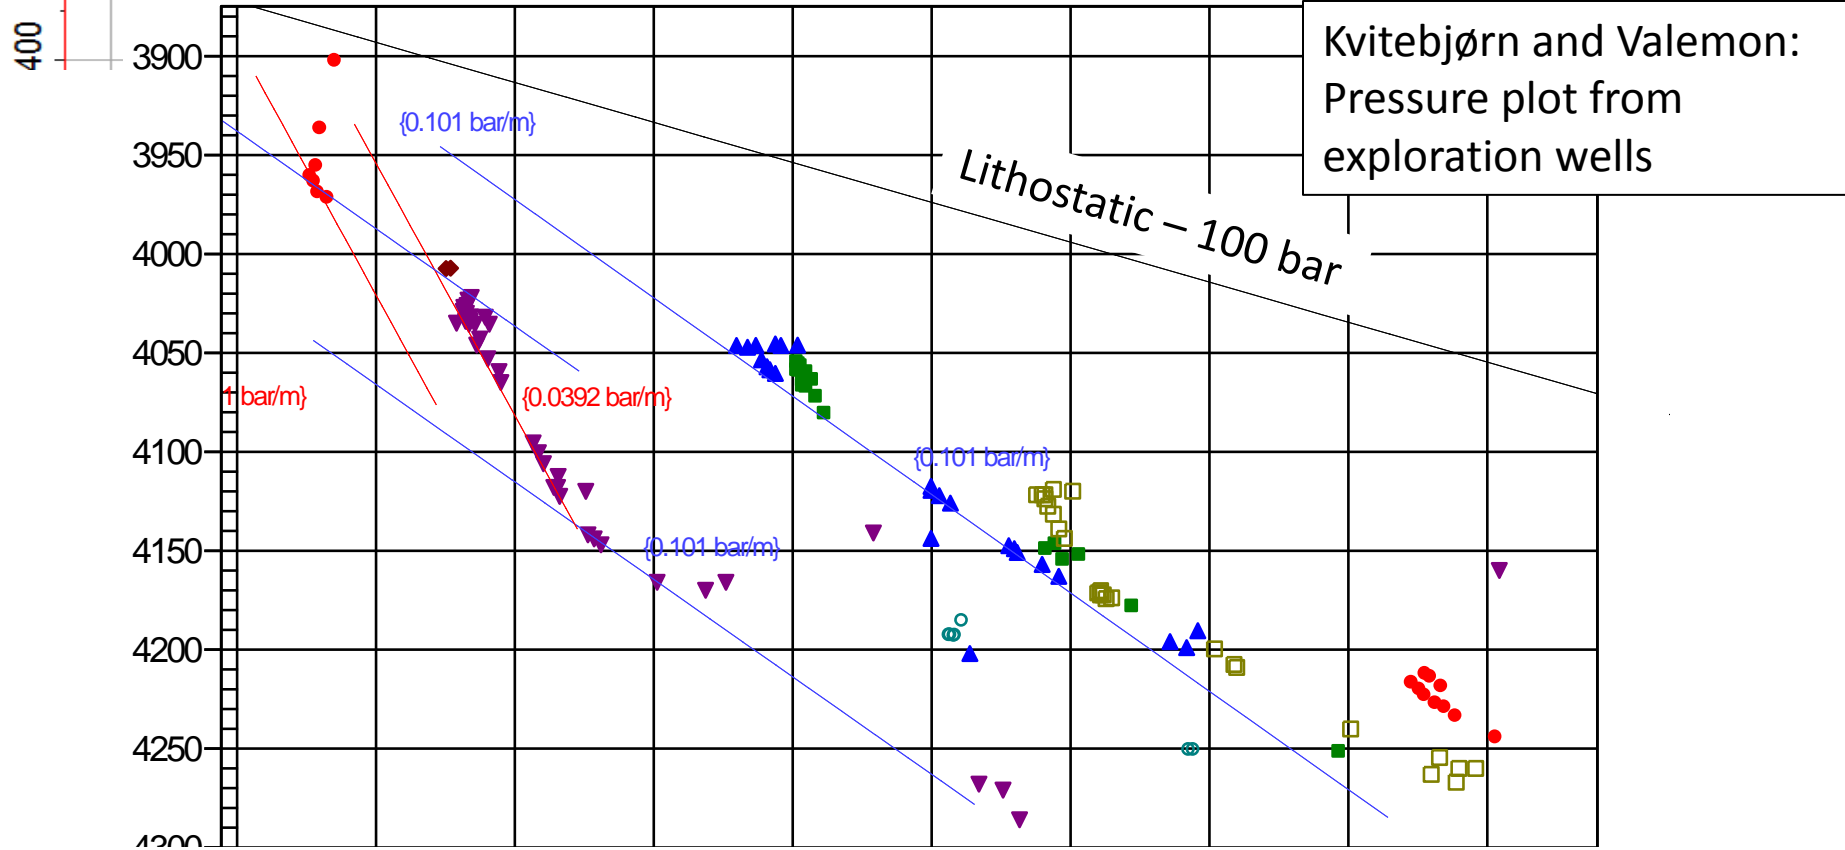 400
Kvitebjørn and Valemon:
Pressure plot from
exploration wells
3900
{0.101 bar/m}
3950
Lithostatic – 100 bar
4000
4050
1 bar/m}
{0.0392 bar/m}
4100
{0.101 bar/m}
4150
{0.101 bar/m}
4200
4250
4300